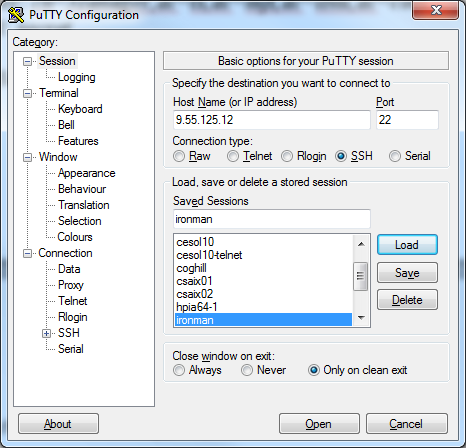 PuTTY Configuration
Category:
Session
Logging
Terminal
Keyboard
Bell
Features
Window
Appearance
Behaviour
Translation
Selection
Colours
Connection
Data
Proxy
Telnet
Rlogin
SSH
Serial
Basic options for your PuTTY session
Specify the destination you want to connect to
Host Name (or IP address) Port
9.55.125.12 22
Connection type:
Raw Telnet Rlogin SSH Serial
Load, save or delete a stored session
Saved Sessions
ironman
cesol10
cesol10-telnet
coghill
csaix01
csaix02
hpia64-1
ironman
Load
Save
Delete
Close window on exit:
Always Never Only on clean exit
About Open Cancel